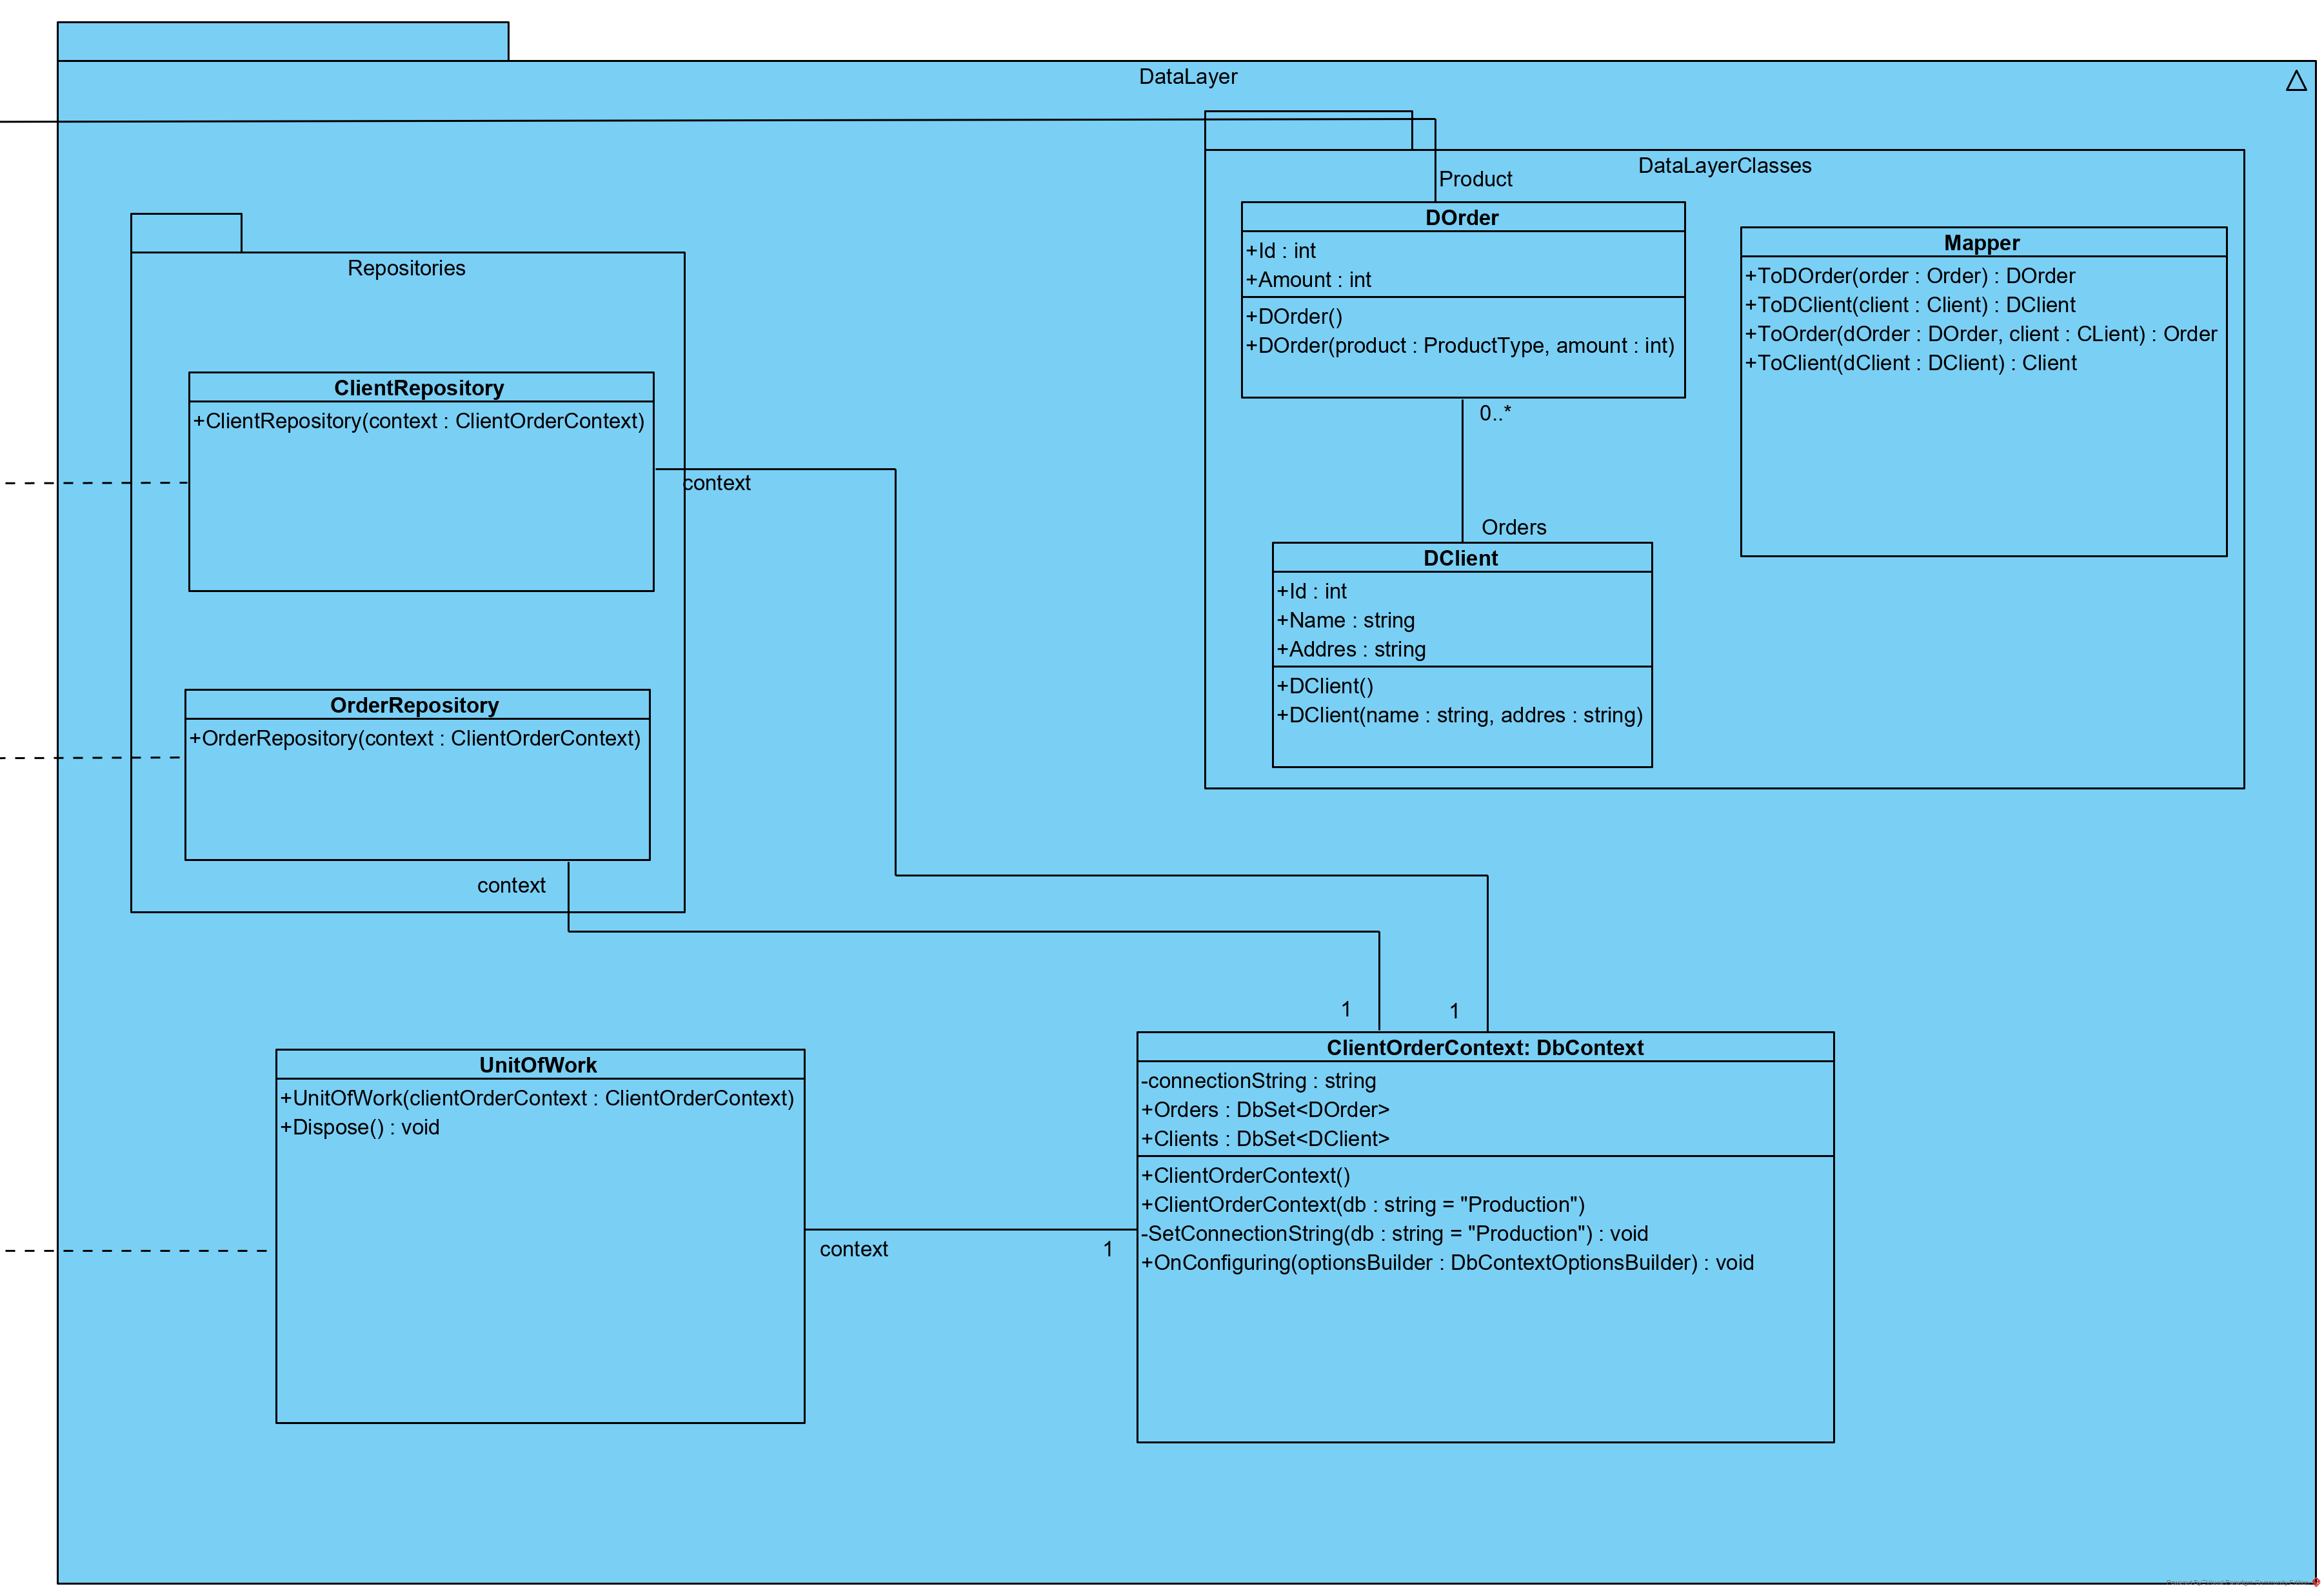 DataLayer
DataLayerClasses
Product
DOrder
+Id : int
+Amount : int
+DOrder()
+DOrder(product : ProductType, amount : int)
0..*
Orders
DClient
+Id : int
+Name : string
+Addres : string
+DClient()
+DClient(name : string, addres : string)
Mapper
+ToDOrder(order : Order) : DOrder
+ToDClient(client : Client) : DClient
+ToOrder(dOrder : DOrder, client : CLient) : Order
+ToClient(dClient : DClient) : Client
Repositories
ClientRepository
+ClientRepository(context : ClientOrderContext)
context
OrderRepository
+OrderRepository(context : ClientOrderContext)
context
1
1
UnitOfWork
+UnitOfWork(clientOrderContext : ClientOrderContext)
+Dispose() : void
context
1
ClientOrderContext: DbContext
-connectionString : string
+Orders : DbSet<DOrder>
+Clients : DbSet<DClient>
+ClientOrderContext()
+ClientOrderContext(db : string = "Production")
-SetConnectionString(db : string = "Production") : void
+OnConfiguring(optionsBuilder : DbContextOptionsBuilder) : void